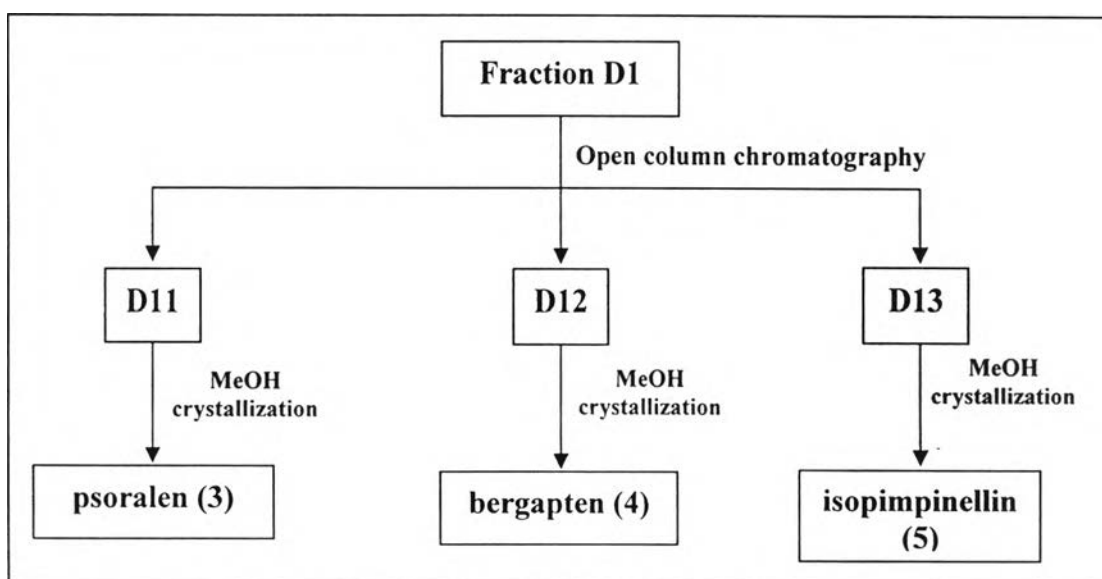 Fraction D1
Open column chromatography
D11
D12
D13
MeOH
crystallization
MeOH
crystallization
MeOH
crystallization
psoralen (3)
bergapten (4)
isopimpinellin
(5)